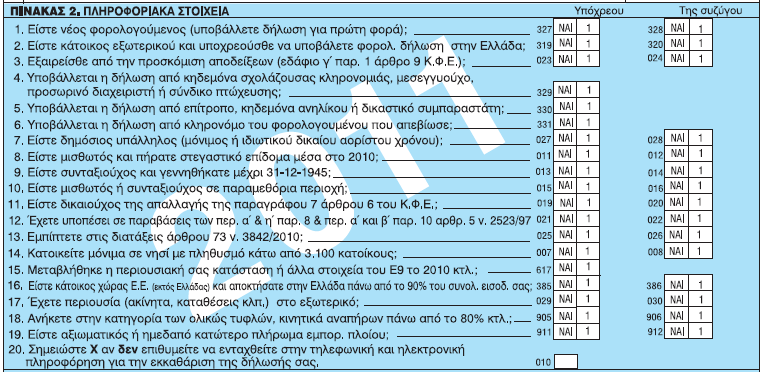 ΠΙΝΑΚΑΣ 2. ΠΛΗΡΟΦΟΡΙΑΚΑ ΣΤΟΙΧΕΙΑ Υπόχρεου Της συζύγου
1. Είστε νέος φορολογούμενος (υποβάλλετε δήλωση για πρώτη φορά); 327 ΝΑΙ 1 328 ΝΑΙ 1
2. Είστε κάτοικος εξωτερικού και υποχρεούσθε να υποβάλετε φορολ. δήλωση στην Ελλάδα; 319 ΝΑΙ 1 320 ΝΑΙ 1
3. Εξαιρείσθε από την προσκόμιση αποδείξεων (εδάφιο γ΄ παρ. 1 άρθρο 9 Κ.Φ.Ε.); 023 ΝΑΙ 1 024 ΝΑΙ 1
4. Υποβάλλεται η δήλωση από κηδεμόνα σχολάζουσας κληρονομιάς, μεσεγγυούχο,
προσωρινό διαχειριστή ή σύνδικο πτώχευσης; 329 ΝΑΙ 1
5. Υποβάλλεται η δήλωση από επίτροπο, κηδεμόνα ανηλίκου ή δικαστικό συμπαραστάτη; 330 ΝΑΙ 1
6. Υποβάλλεται η δήλωση από κληρονόμο του φορολογουμένου που απεβίωσε; 331 ΝΑΙ 1
7. Είστε δημόσιος υπάλληλος (μόνιμος ή ιδιωτικού δικαίου αορίστου χρόνου); 027 ΝΑΙ 1 028 ΝΑΙ 1
8. Είστε μισθωτός και πήρατε στεγαστικό επίδομα μέσα στο 2010; 011 ΝΑΙ 1 012 ΝΑΙ 1
9. Είστε συνταξιούχος και γεννηθήκατε μέχρι 31-12-1945; 013 ΝΑΙ 1 014 ΝΑΙ 1
10. Είστε μισθωτός ή συνταξιούχος σε παραμεθόρια περιοχή; 015 ΝΑΙ 1 016 ΝΑΙ 1
11. Είστε δικαιούχος της απαλλαγής της παραγράφου 7 άρθρου 6 του Κ.Φ.Ε.; 019 ΝΑΙ 1 020 ΝΑΙ 1
12. Έχετε υποπέσει σε παραβάσεις των περ. α΄ & η΄ παρ. 8 & περ. α΄ και β΄ παρ. 10 αρθρ. 5 ν. 2523/97 021 ΝΑΙ 1 022 ΝΑΙ 1
13. Εμπίπτετε στις διατάξεις άρθρου 73 ν. 3842/2010; 025 ΝΑΙ 1 026 ΝΑΙ 1
14. Κατοικείτε μόνιμα σε νησί με πληθυσμό κάτω από 3.100 κατοίκους; 007 ΝΑΙ 1 008 ΝΑΙ 1
15. Μεταβλήθηκε η περιουσιακή σας κατάσταση ή άλλα στοιχεία του Ε9 το 2010 κτλ.; 617 ΝΑΙ 1
16. Είστε κάτοικος χώρας Ε.Ε. (εκτός Ελλάδας) και αποκτήσατε στην Ελλάδα πάνω από το 90% του συνολ. εισοδ. σας; 385 ΝΑΙ 1 386 ΝΑΙ 1
17. Έχετε περιουσία (ακίνητα, καταθέσεις κλπ.) στο εξωτερικό; 029 ΝΑΙ 1 030 ΝΑΙ 1
18. Ανήκετε στην κατηγορία των ολικώς τυφλών, κινητικά αναπήρων πάνω από το 80% κτλ.; 905 ΝΑΙ 1 906 ΝΑΙ 1
19. Είστε αξιωματικός ή ημεδαπό κατώτερο πλήρωμα εμπορ. πλοίου; 911 ΝΑΙ 1 912 ΝΑΙ 1
20. Σημειώστε Χ αν δεν επιθυμείτε να ενταχθείτε στην τηλεφωνική και ηλεκτρονική
πληροφόρηση για την εκκαθάριση της δήλωσής σας. 010
2011